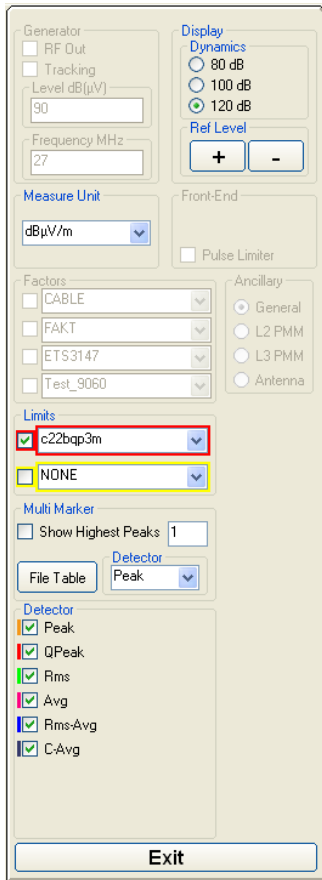 Generator
RF Out
Tracking
Level dB(µV)
90
Frequency MHz
27
Display
Dynamics
80 dB
100 dB
120 dB
Ref Level
+ -
Measure Unit
dBµV/m
Front-End
Pulse Limiter
Factors
CABLE
FAKT
ETS3147
Test_9060
Ancillary
General
L2 PMM
L3 PMM
Antenna
Limits
c22bqp3m
NONE
Multi Marker
Show Highest Peaks 1
File Table
Detector
Peak
Detector
Peak
QPeak
Rms
Avg
Rms-Avg
C-Avg
Exit